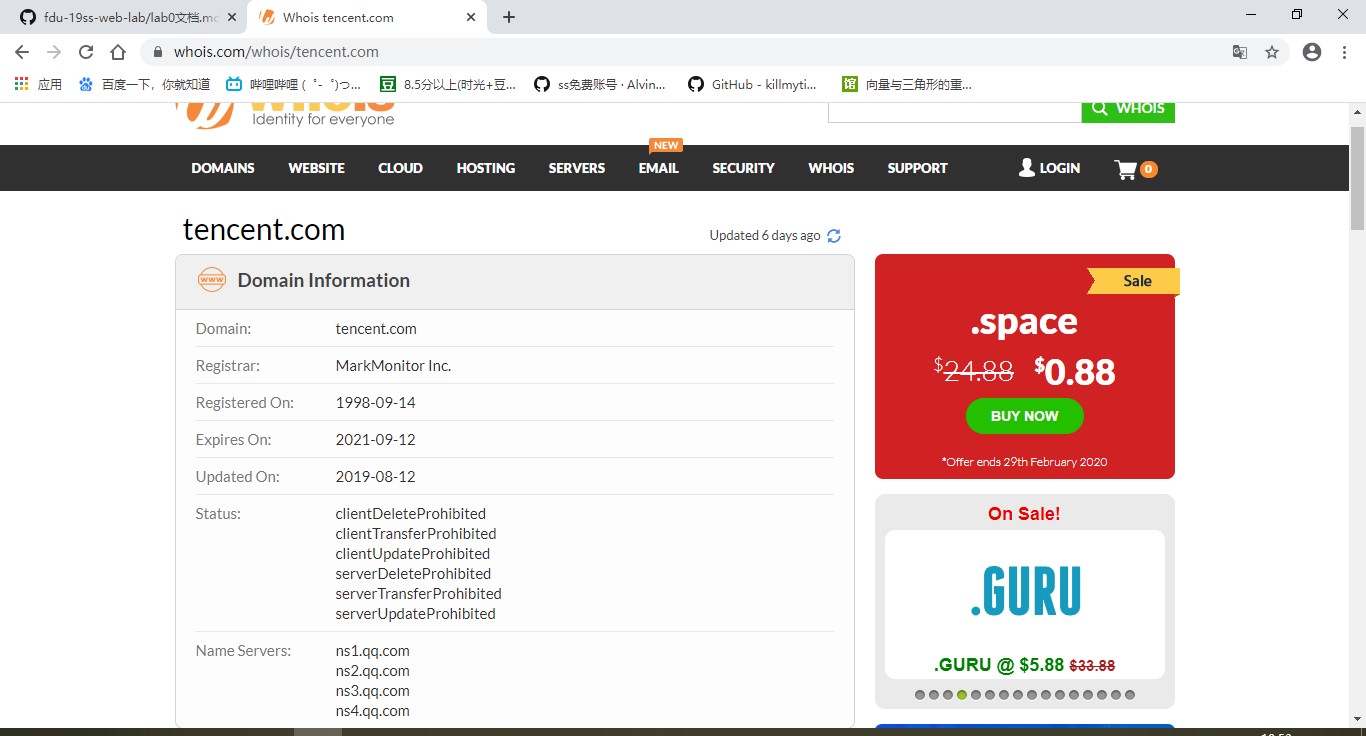 fdu-19ss-web-lab/lab0文档.mc
Whois tencent.com
whois.com/whois/tencent.com
应用
百度一下，你就知道
哔哩哔哩 ( ゜- ゜)つ...
豆 8.5分以上(时光+豆...
ss免费账号 · Alvin...
GitHub - killmyti...
馆 向量与三角形的重...
whois
Identity for everyone
WHOIS
NEW
DOMAINS WEBSITE CLOUD HOSTING SERVERS EMAIL SECURITY WHOIS SUPPORT LOGIN 0
tencent.com
Updated 6 days ago
www Domain Information
Domain: tencent.com
Registrar: MarkMonitor Inc.
Registered On: 1998-09-14
Expires On: 2021-09-12
Updated On: 2019-08-12
Status: clientDeleteProhibited
clientTransferProhibited
clientUpdateProhibited
serverDeleteProhibited
serverTransferProhibited
serverUpdateProhibited
Name Servers: ns1.qq.com
ns2.qq.com
ns3.qq.com
ns4.qq.com
Sale
.space
$24.88 $0.88
BUY NOW
*Offer ends 29th February 2020
On Sale!
.GURU
.GURU @ $5.88 $33.88